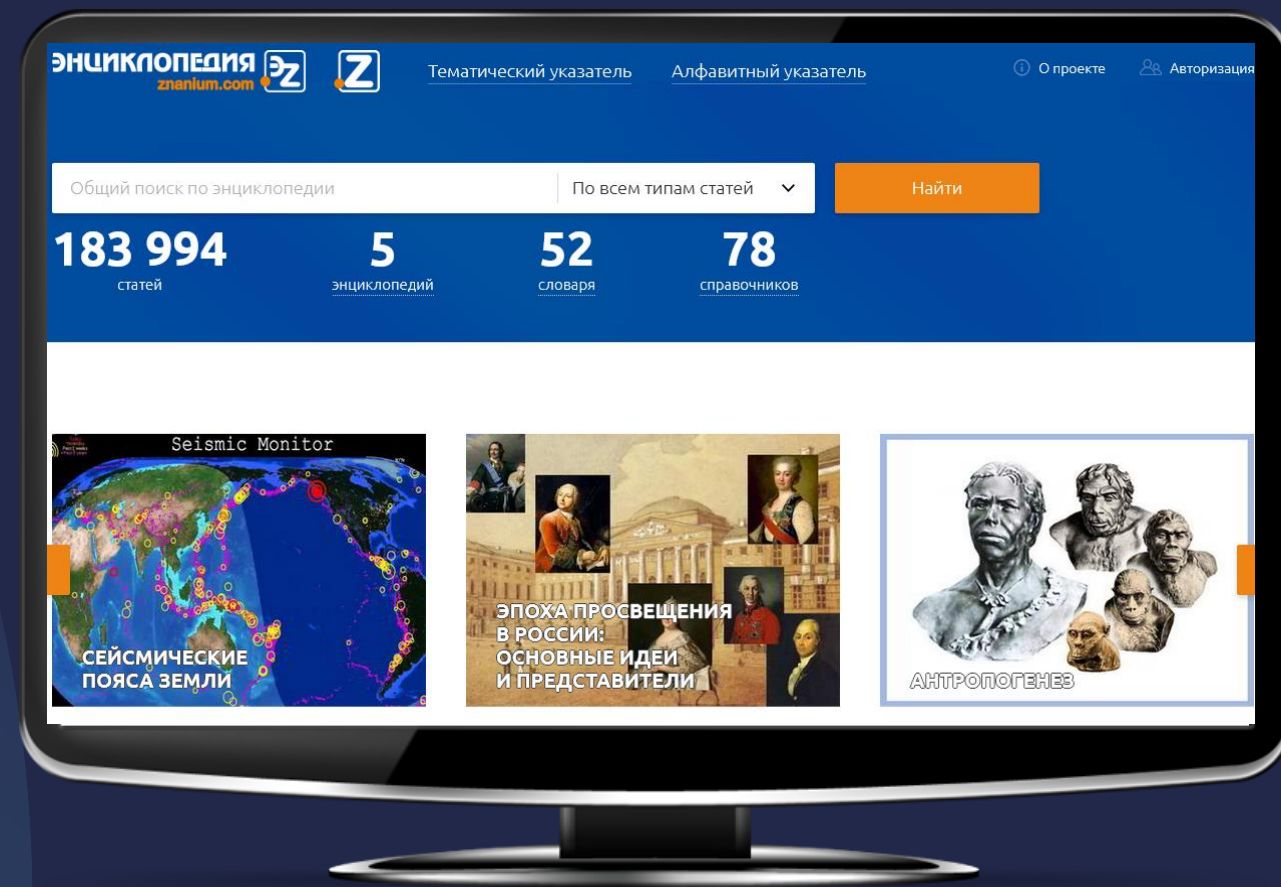 ЭНЦИКЛОПЕДИЯ
znanium.com
Эz
Z
Тематический указатель
Алфавитный указатель
О проекте
Авторизация
Общий поиск по энциклопедии
По всем типам статей
Найти
183 994
статей
5
энциклопедий
52
словаря
78
справочников
Seismic Monitor
СЕЙСМИЧЕСКИЕ
ПОЯСА ЗЕМЛИ
ЭПОХА ПРОСВЕЩЕНИЯ
В РОССИИ:
ОСНОВНЫЕ ИДЕИ
И ПРЕДСТАВИТЕЛИ
АНТРОПОГЕНЕЗ